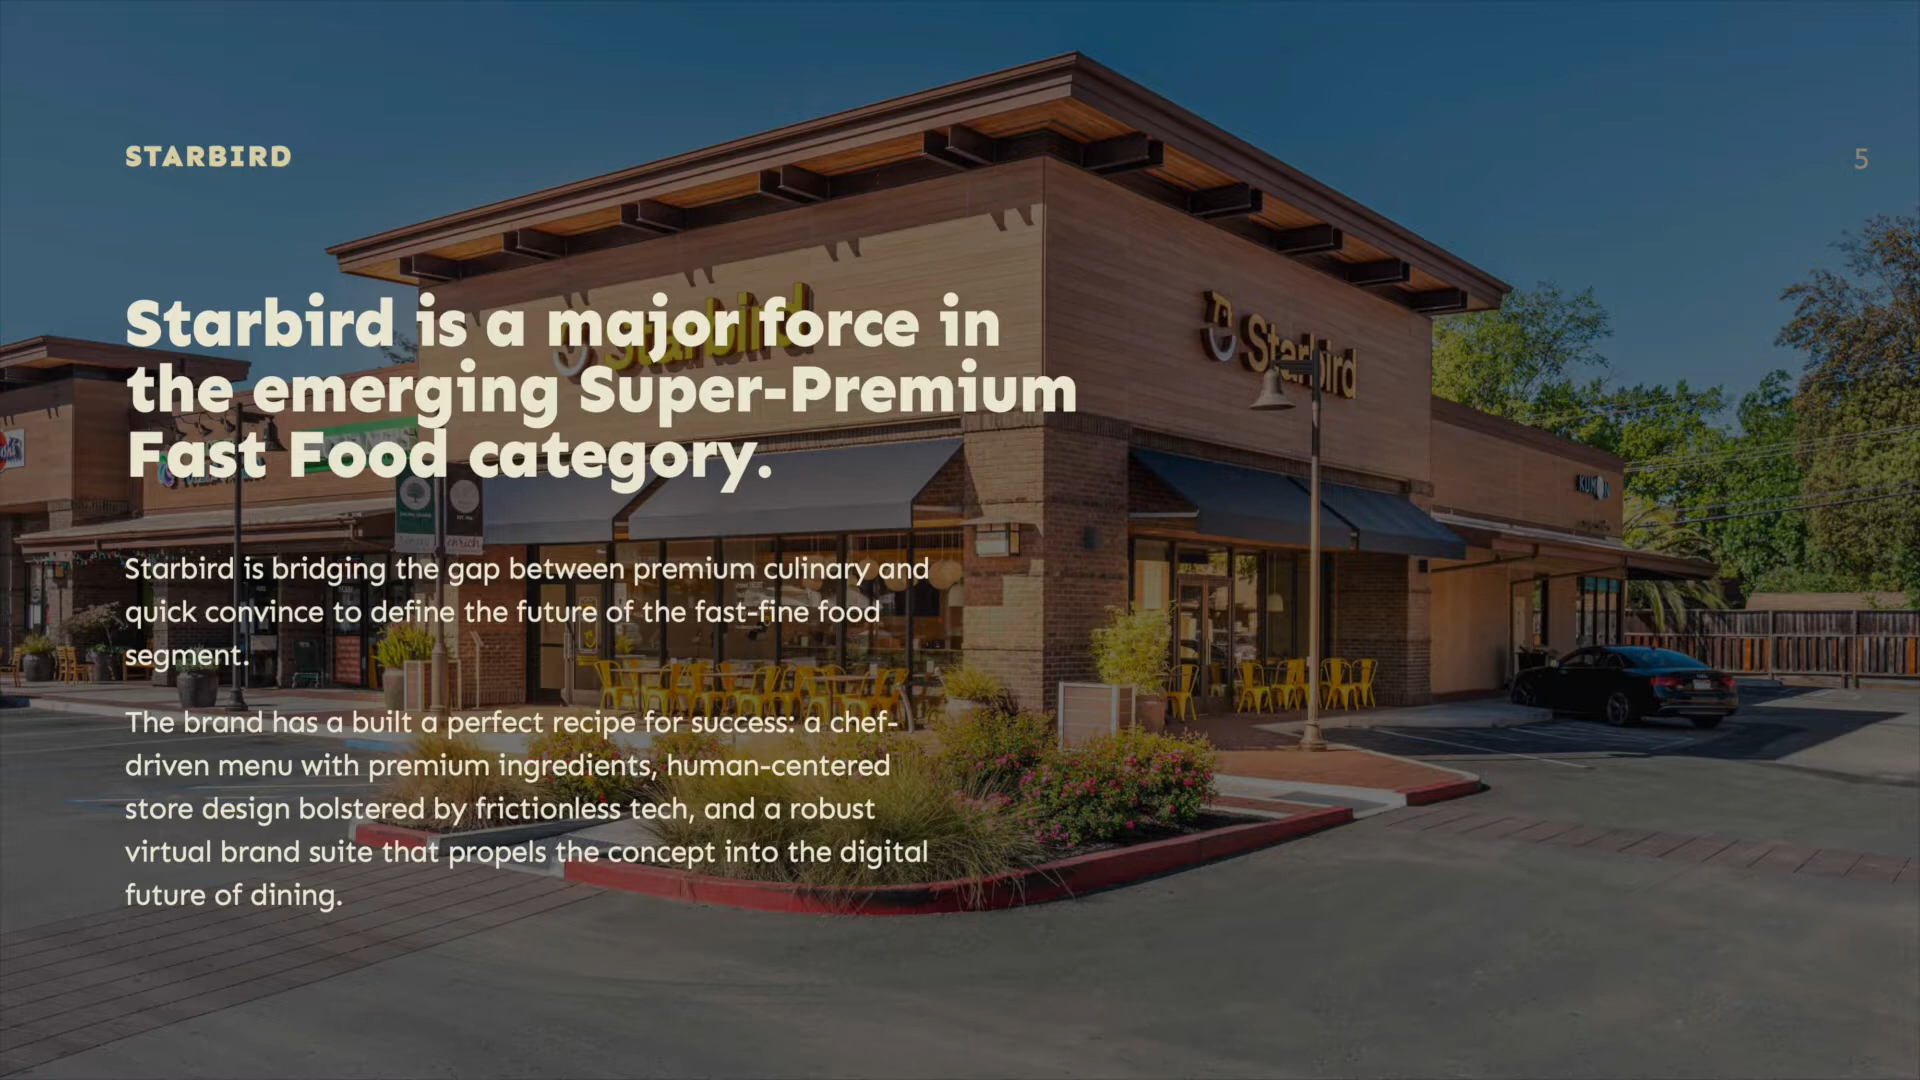 STARBIRD
5
Starbird is a major force in
the emerging Super-Premium
Fast Food category.
Starbird
Starbird
KUMON
Starbird is bridging the gap between premium culinary and
quick convince to define the future of the fast-fine food
segment.
The brand has a built a perfect recipe for success: a chef-
driven menu with premium ingredients, human-centered
store design bolstered by frictionless tech, and a robust
virtual brand suite that propels the concept into the digital
future of dining.